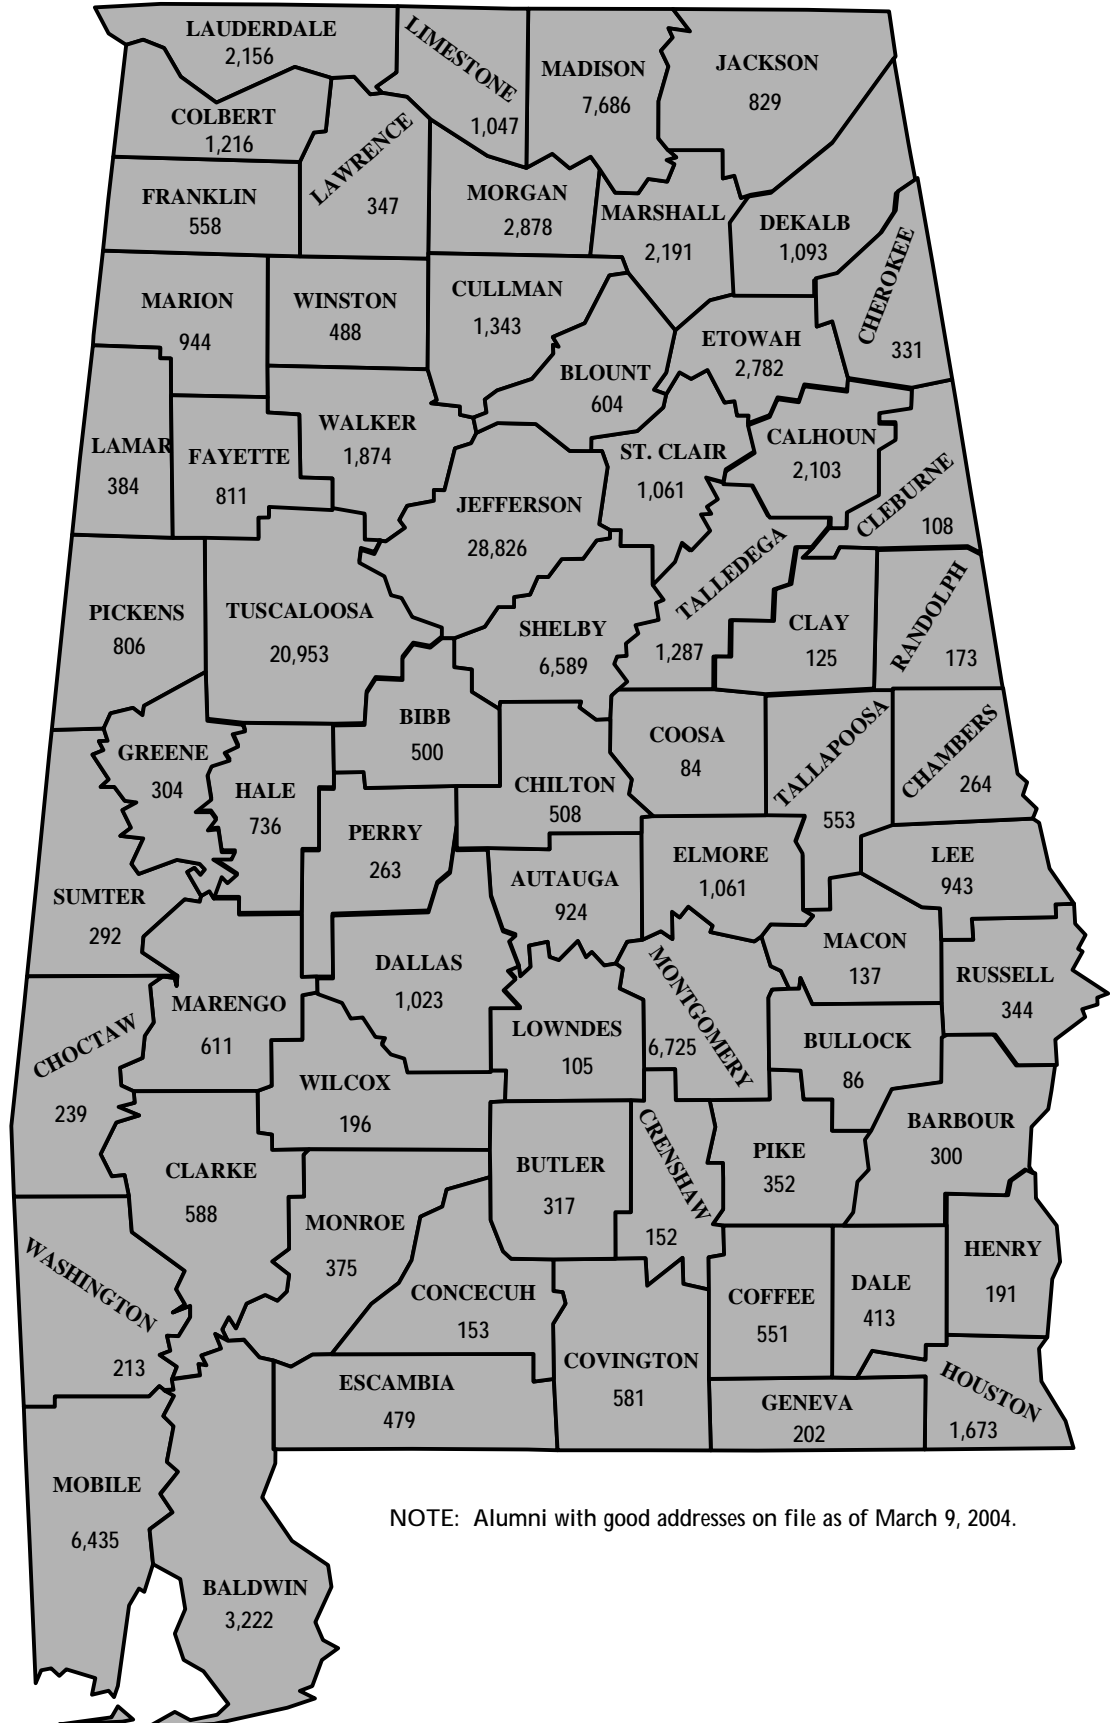 LAUDERDALE
2,156
LIMESTONE
1,047
MADISON
7,686
JACKSON
829
COLBERT
1,216
LAWRENCE
347
FRANKLIN
558
MORGAN
2,878
MARSHALL
2,191
DEKALB
1,093
CHEROKEE
331
MARION
944
WINSTON
488
CULLMAN
1,343
BLOUNT
604
ETOWAH
2,782
LAMAR
384
FAYETTE
811
WALKER
1,874
JEFFERSON
28,826
ST. CLAIR
1,061
CALHOUN
2,103
CLEBURNE
108
PICKENS
806
TUSCALOOSA
20,953
SHELBY
6,589
TALLEDEGA
1,287
CLAY
125
RANDOLPH
173
GREENE
304
HALE
736
BIBB
500
CHILTON
508
COOSA
84
TALLAPOOSA
553
CHAMBERS
264
SUMTER
292
PERRY
263
AUTAUGA
924
ELMORE
1,061
LEE
943
MARENGO
611
DALLAS
1,023
LOWNDES
105
MONTGOMERY
6,725
MACON
137
RUSSELL
344
CHOCTAW
239
WILCOX
196
BULLOCK
86
CLARKE
588
MONROE
375
BUTLER
317
CRENSHAW
152
PIKE
352
BARBOUR
300
WASHINGTON
213
CONCECUH
153
COVINGTON
581
COFFEE
551
DALE
413
HENRY
191
ESCAMBIA
479
GENEVA
202
HOUSTON
1,673
MOBILE
6,435
BALDWIN
3,222
NOTE: Alumni with good addresses on file as of March 9, 2004.